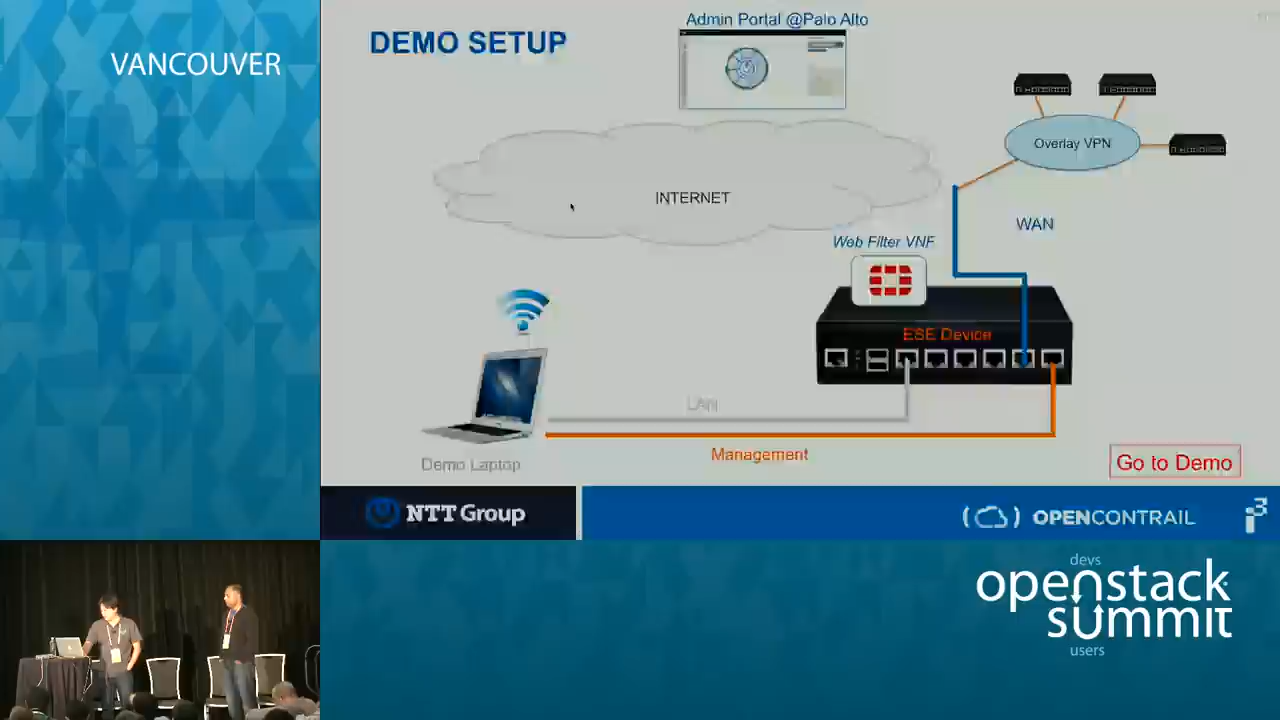 VANCOUVER
DEMO SETUP
Admin Portal @Palo Alto
Overlay VPN
INTERNET
WAN
Web Filter VNF
ESE Device
LAN
Management
Demo Laptop
Go to Demo
NTT Group
OPENCONTRAIL
i3
devs
openstack
summit
users